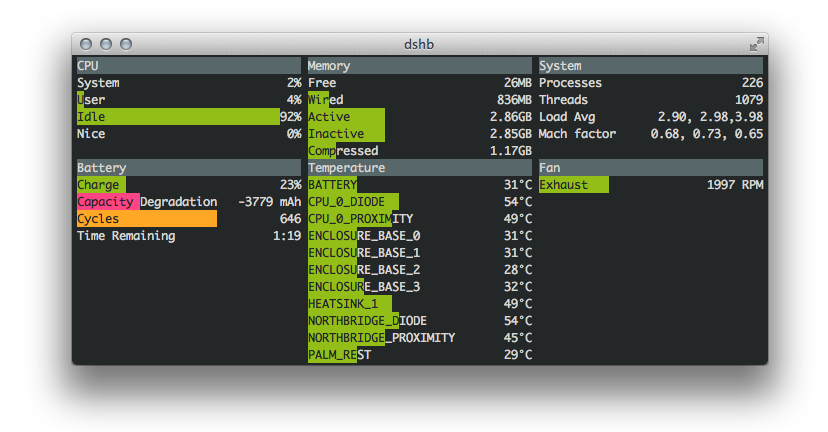 dshb
CPU
System 2%
User 4%
Idle 92%
Nice 0%
Memory
Free 26MB
Wired 836MB
Active 2.86GB
Inactive 2.85GB
Compressed 1.17GB
System
Processes 226
Threads 1079
Load Avg 2.90, 2.98,3.98
Mach factor 0.68, 0.73, 0.65
Battery
Charge 23%
Capacity Degradation -3779 mAh
Cycles 646
Time Remaining 1:19
Temperature
BATTERY 31°C
CPU_0_DIODE 54°C
CPU_0_PROXIMITY 49°C
ENCLOSURE_BASE_0 31°C
ENCLOSURE_BASE_1 31°C
ENCLOSURE_BASE_2 28°C
ENCLOSURE_BASE_3 32°C
HEATSINK_1 49°C
NORTHBRIDGE_DIODE 54°C
NORTHBRIDGE_PROXIMITY 45°C
PALM_REST 29°C
Fan
Exhaust 1997 RPM